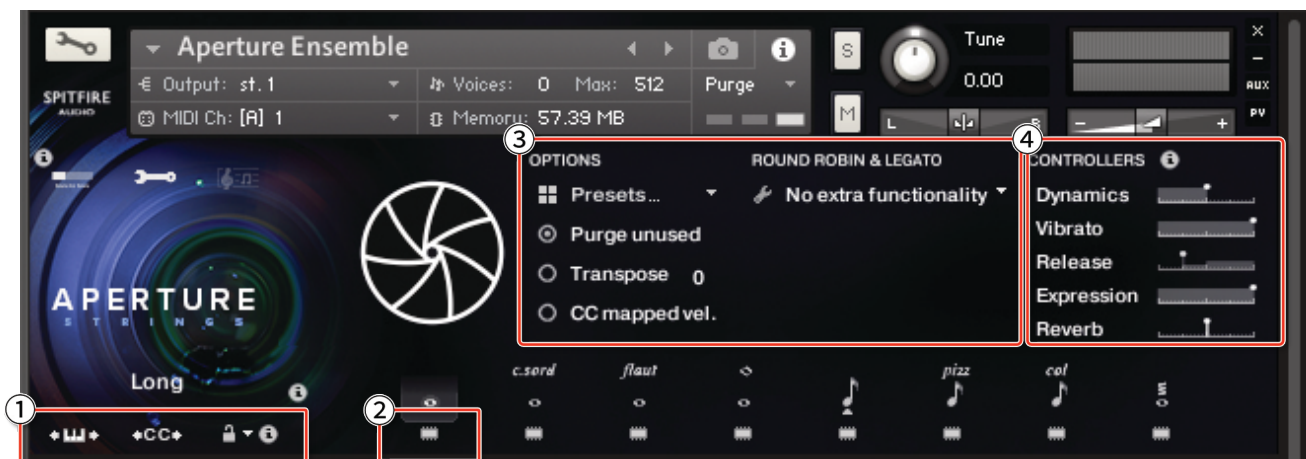 Aperture Ensemble
i
S
Tune
0.00
X
−
AUX
PV
SPITFIRE
AUDIO
Output: st. 1
Voices: 0 Max: 512
Purge
MIDI Ch: [A] 1
Memory: 57.39 MB
M
L
R
− +
3
4
OPTIONS
ROUND ROBIN & LEGATO
CONTROLLERS i
Presets...
No extra functionality
Dynamics
Purge unused
Vibrato
Transpose 0
Release
CC mapped vel.
Expression
Reverb
i
APERTURE
STRINGS
Long
i
c.sord
flaut
pizz
col
1
2
CC
i